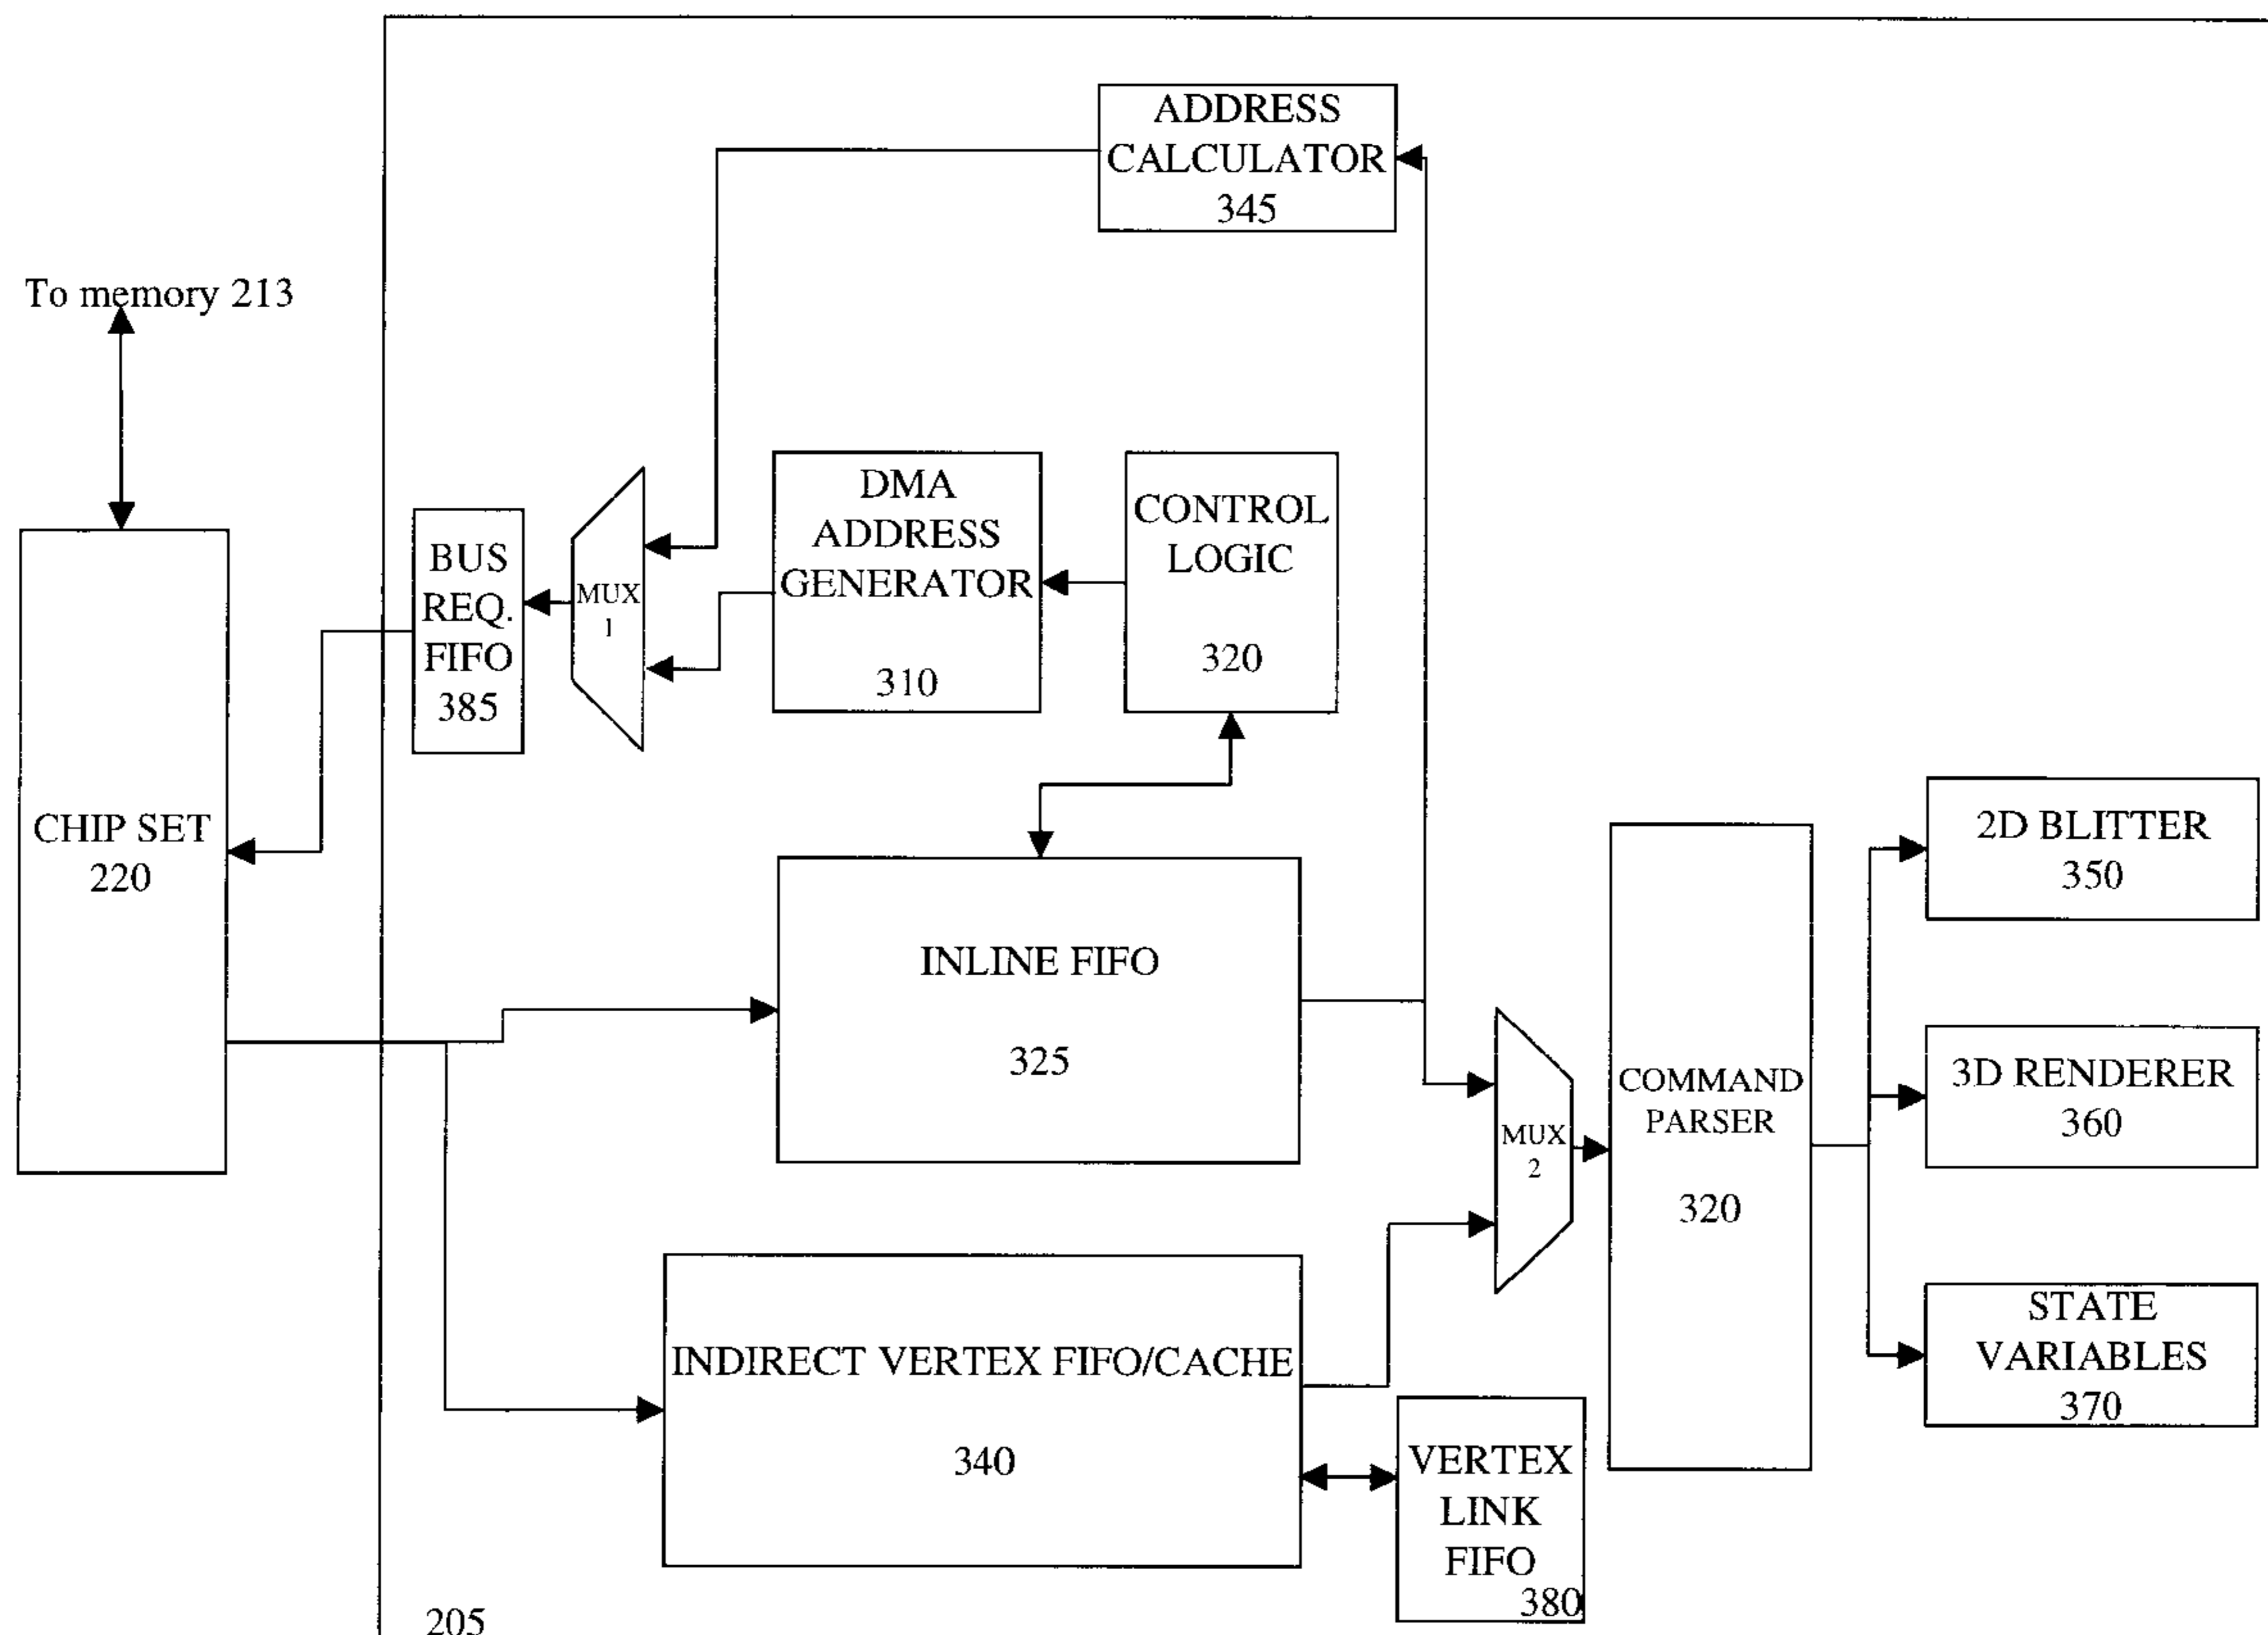 ADDRESS
CALCULATOR
345
To memory 213
DMA
ADDRESS
GENERATOR
310
CONTROL
LOGIC
320
BUS
REQ.
FIFO
385
MUX
1
CHIP SET
220
INLINE FIFO
325
2D BLITTER
350
COMMAND
PARSER
320
3D RENDERER
360
MUX
2
INDIRECT VERTEX FIFO/CACHE
340
STATE
VARIABLES
370
VERTEX
LINK
FIFO
380
205